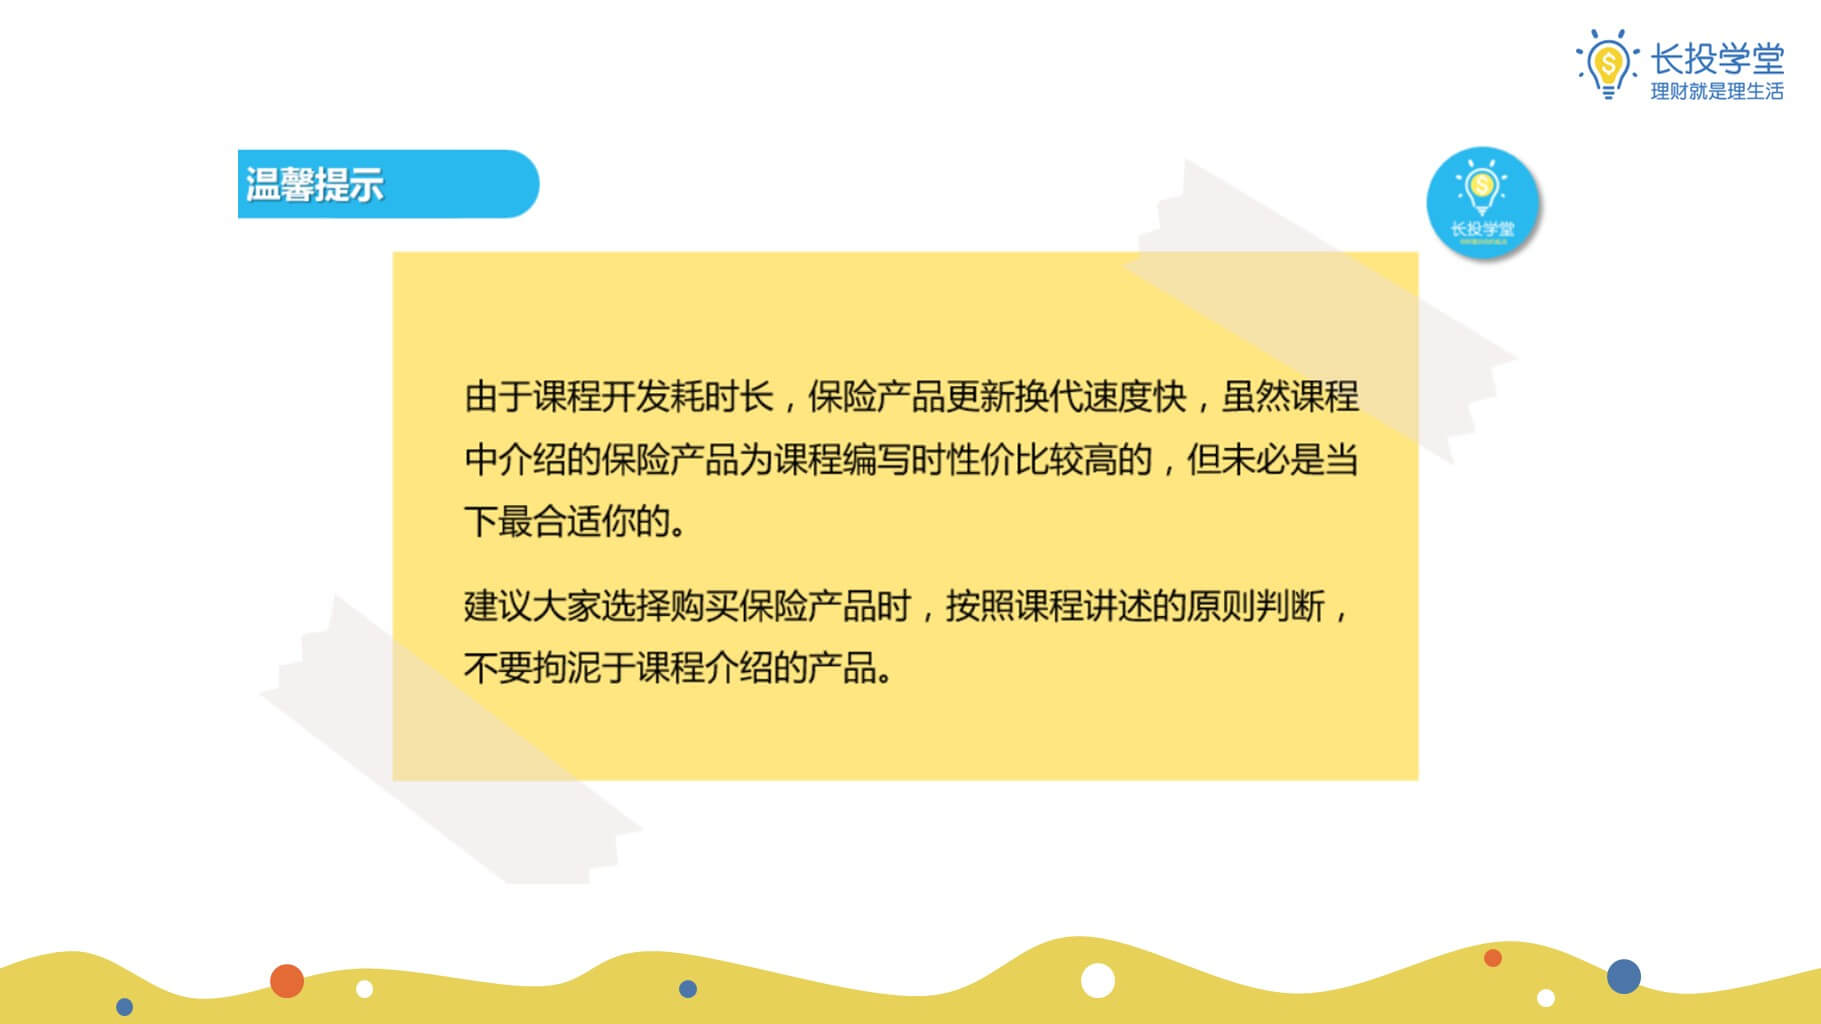 长投学堂
理财就是理生活
温馨提示
长投学堂
由于课程开发耗时长，保险产品更新换代速度快，虽然课程
中介绍的保险产品为课程编写时性价比较高的，但未必是当
下最合适你的。
建议大家选择购买保险产品时，按照课程讲述的原则判断，
不要拘泥于课程介绍的产品。